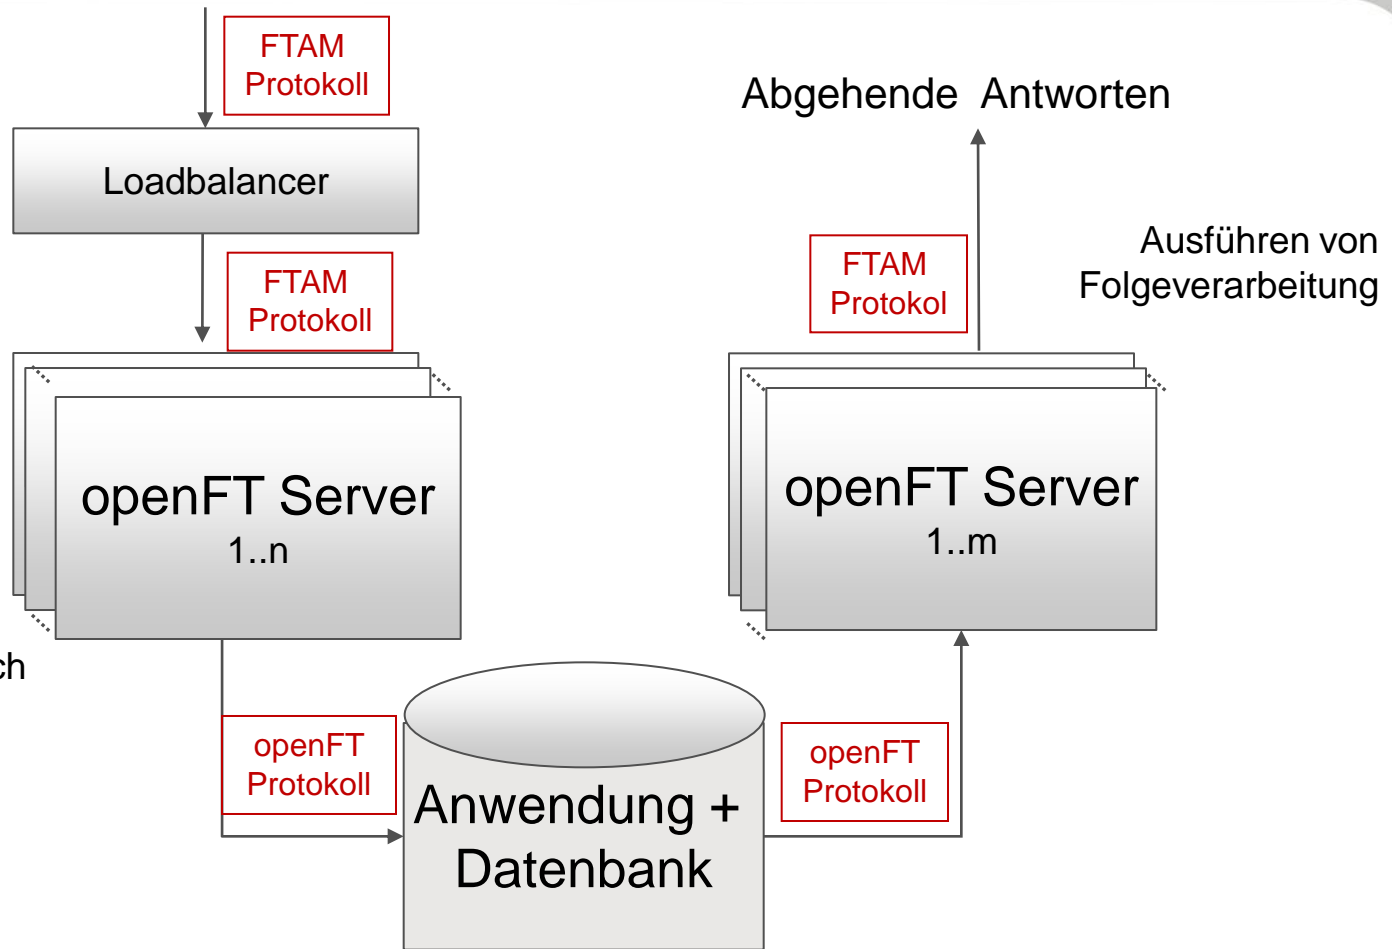 FTAM
Protokoll
Loadbalancer
FTAM
Protokoll
openFT Server
1..n
ch
openFT
Protokoll
Anwendung +
Datenbank
openFT
Protokoll
openFT Server
1..m
FTAM
Protokol
Abgehende Antworten
Ausführen von
Folgeverarbeitung